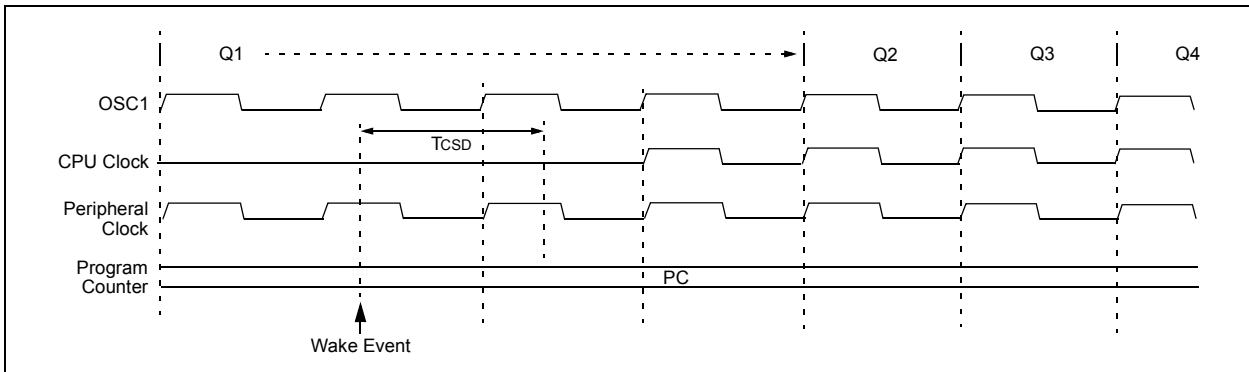 Q1
Q2
Q3
Q4
OSC1
TCSD
CPU Clock
Peripheral
Clock
Program
Counter
PC
Wake Event